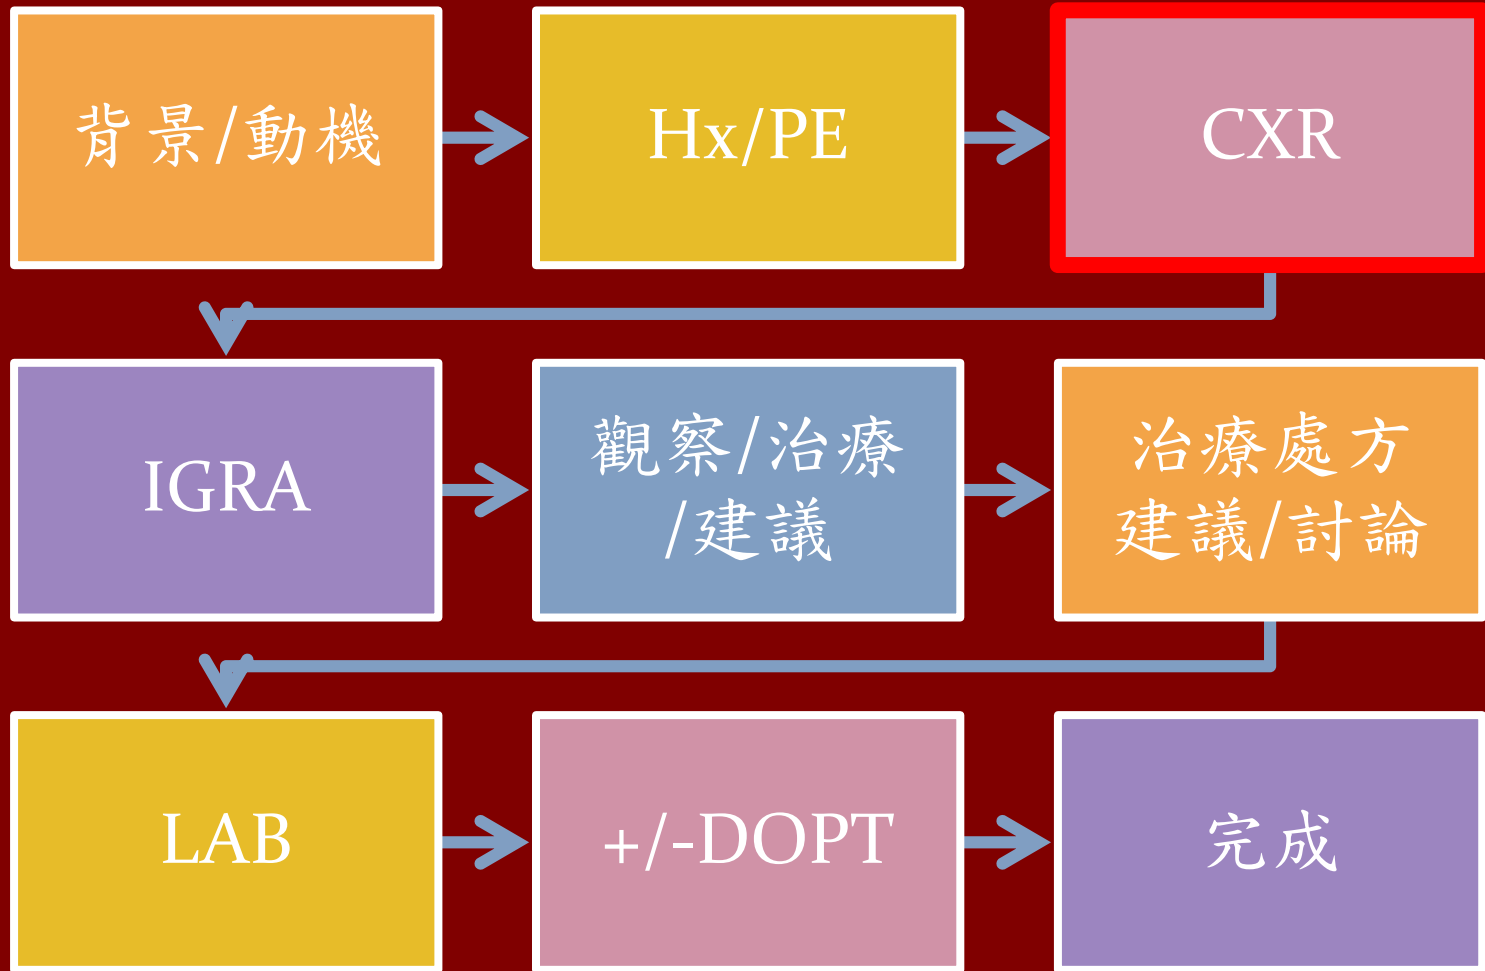 背景/動機
Hx/PE
CXR
IGRA
觀察/治療
/建議
治療處方
建議/討論
LAB
+/-DOPT
完成